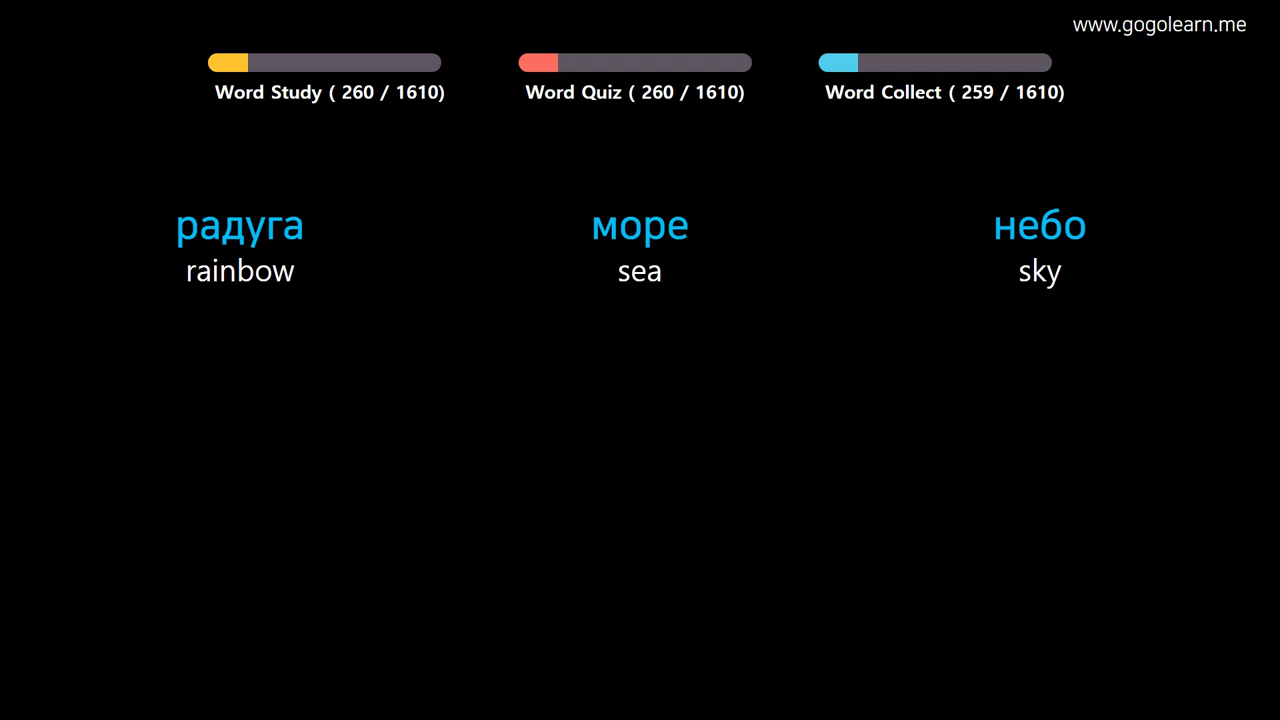 www.gogolearn.me
Word Study ( 260 / 1610)
Word Quiz ( 260 / 1610)
Word Collect ( 259 / 1610)
радуга
rainbow
море
sea
небо
sky